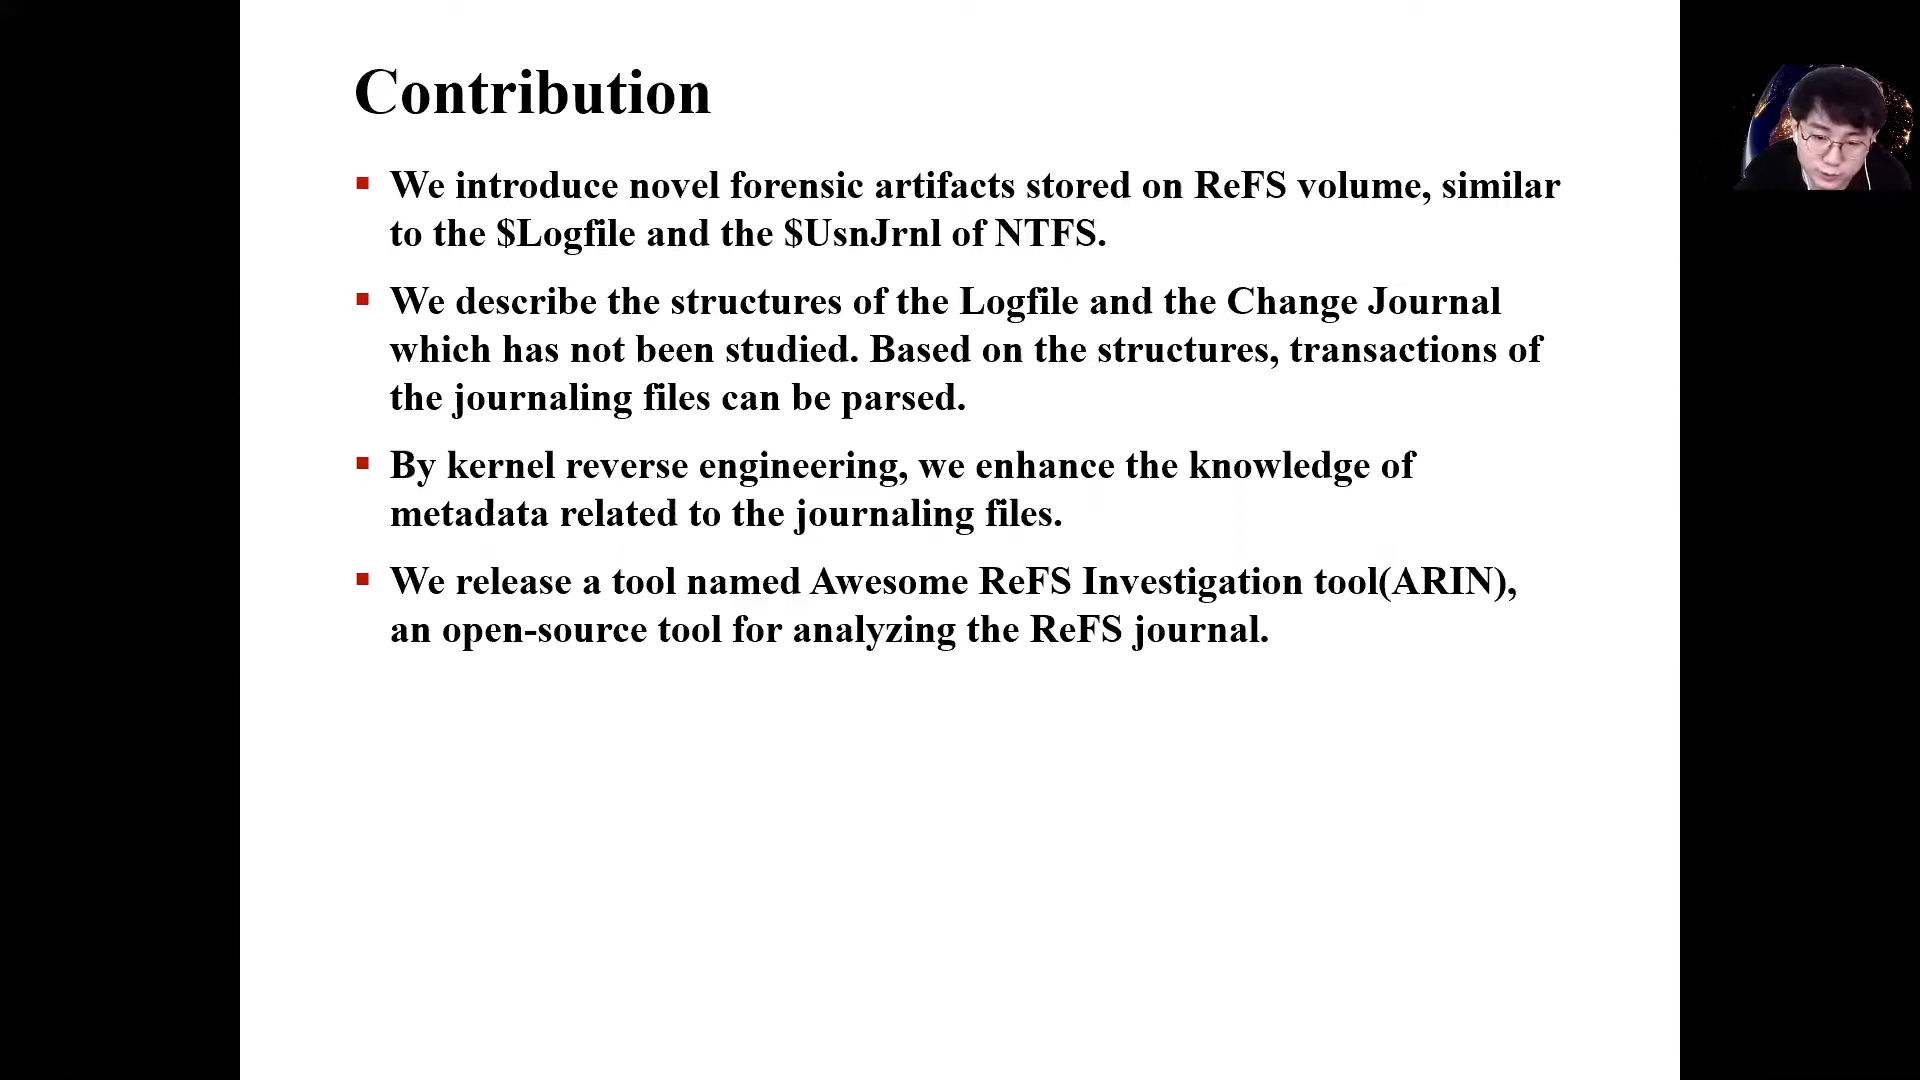 Contribution
We introduce novel forensic artifacts stored on ReFS volume, similar
to the $Logfile and the $UsnJrnl of NTFS.
We describe the structures of the Logfile and the Change Journal
which has not been studied. Based on the structures, transactions of
the journaling files can be parsed.
By kernel reverse engineering, we enhance the knowledge of
metadata related to the journaling files.
We release a tool named Awesome ReFS Investigation tool(ARIN),
an open-source tool for analyzing the ReFS journal.